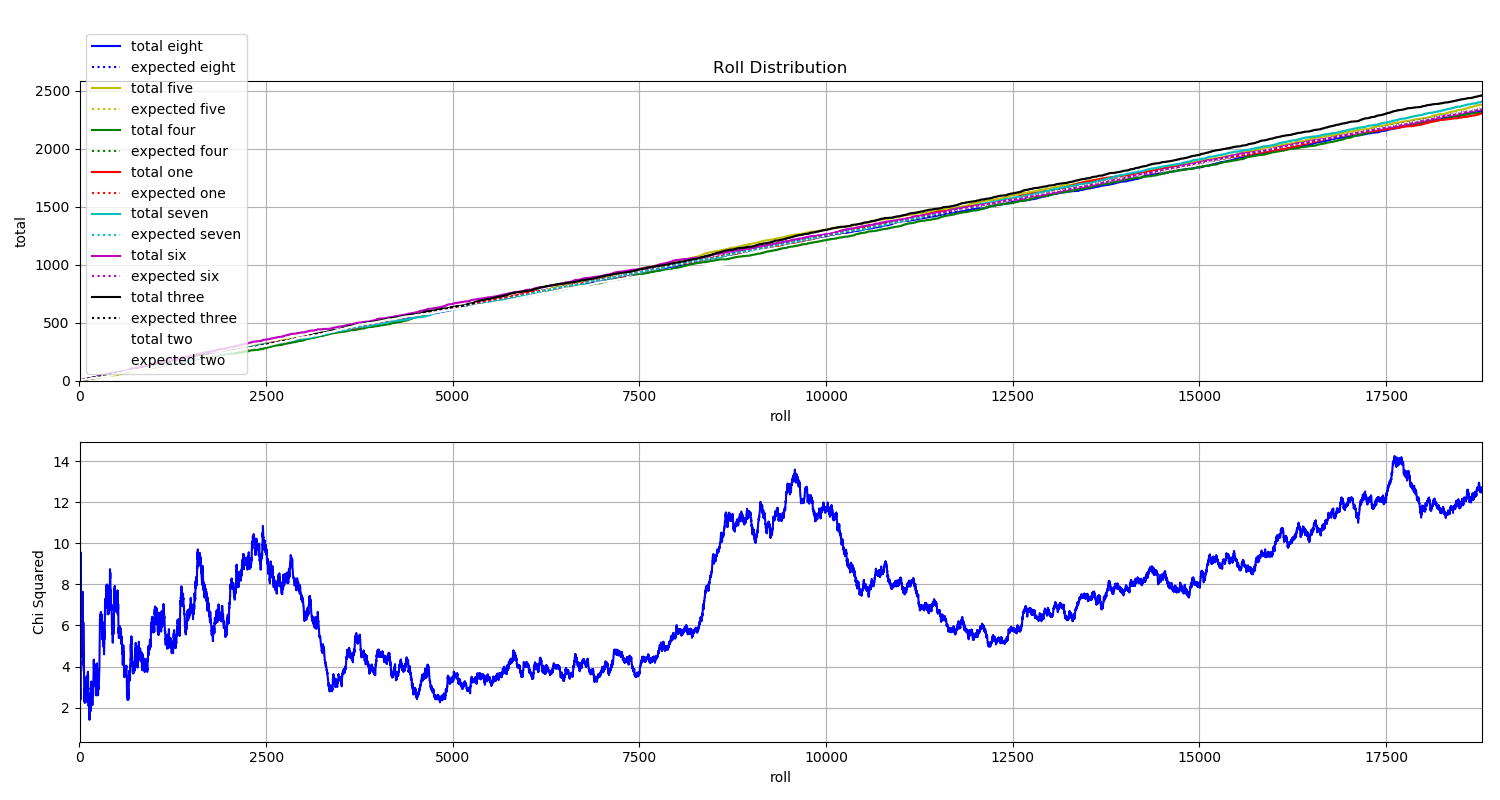 Roll Distribution
total eight
expected eight
total five
expected five
total four
expected four
total one
expected one
total seven
expected seven
total six
expected six
total three
expected three
total two
expected two
total
2500
2000
1500
1000
500
0
0 2500 5000 7500 10000 12500 15000 17500
roll
Chi Squared
14
12
10
8
6
4
2
0 2500 5000 7500 10000 12500 15000 17500
roll